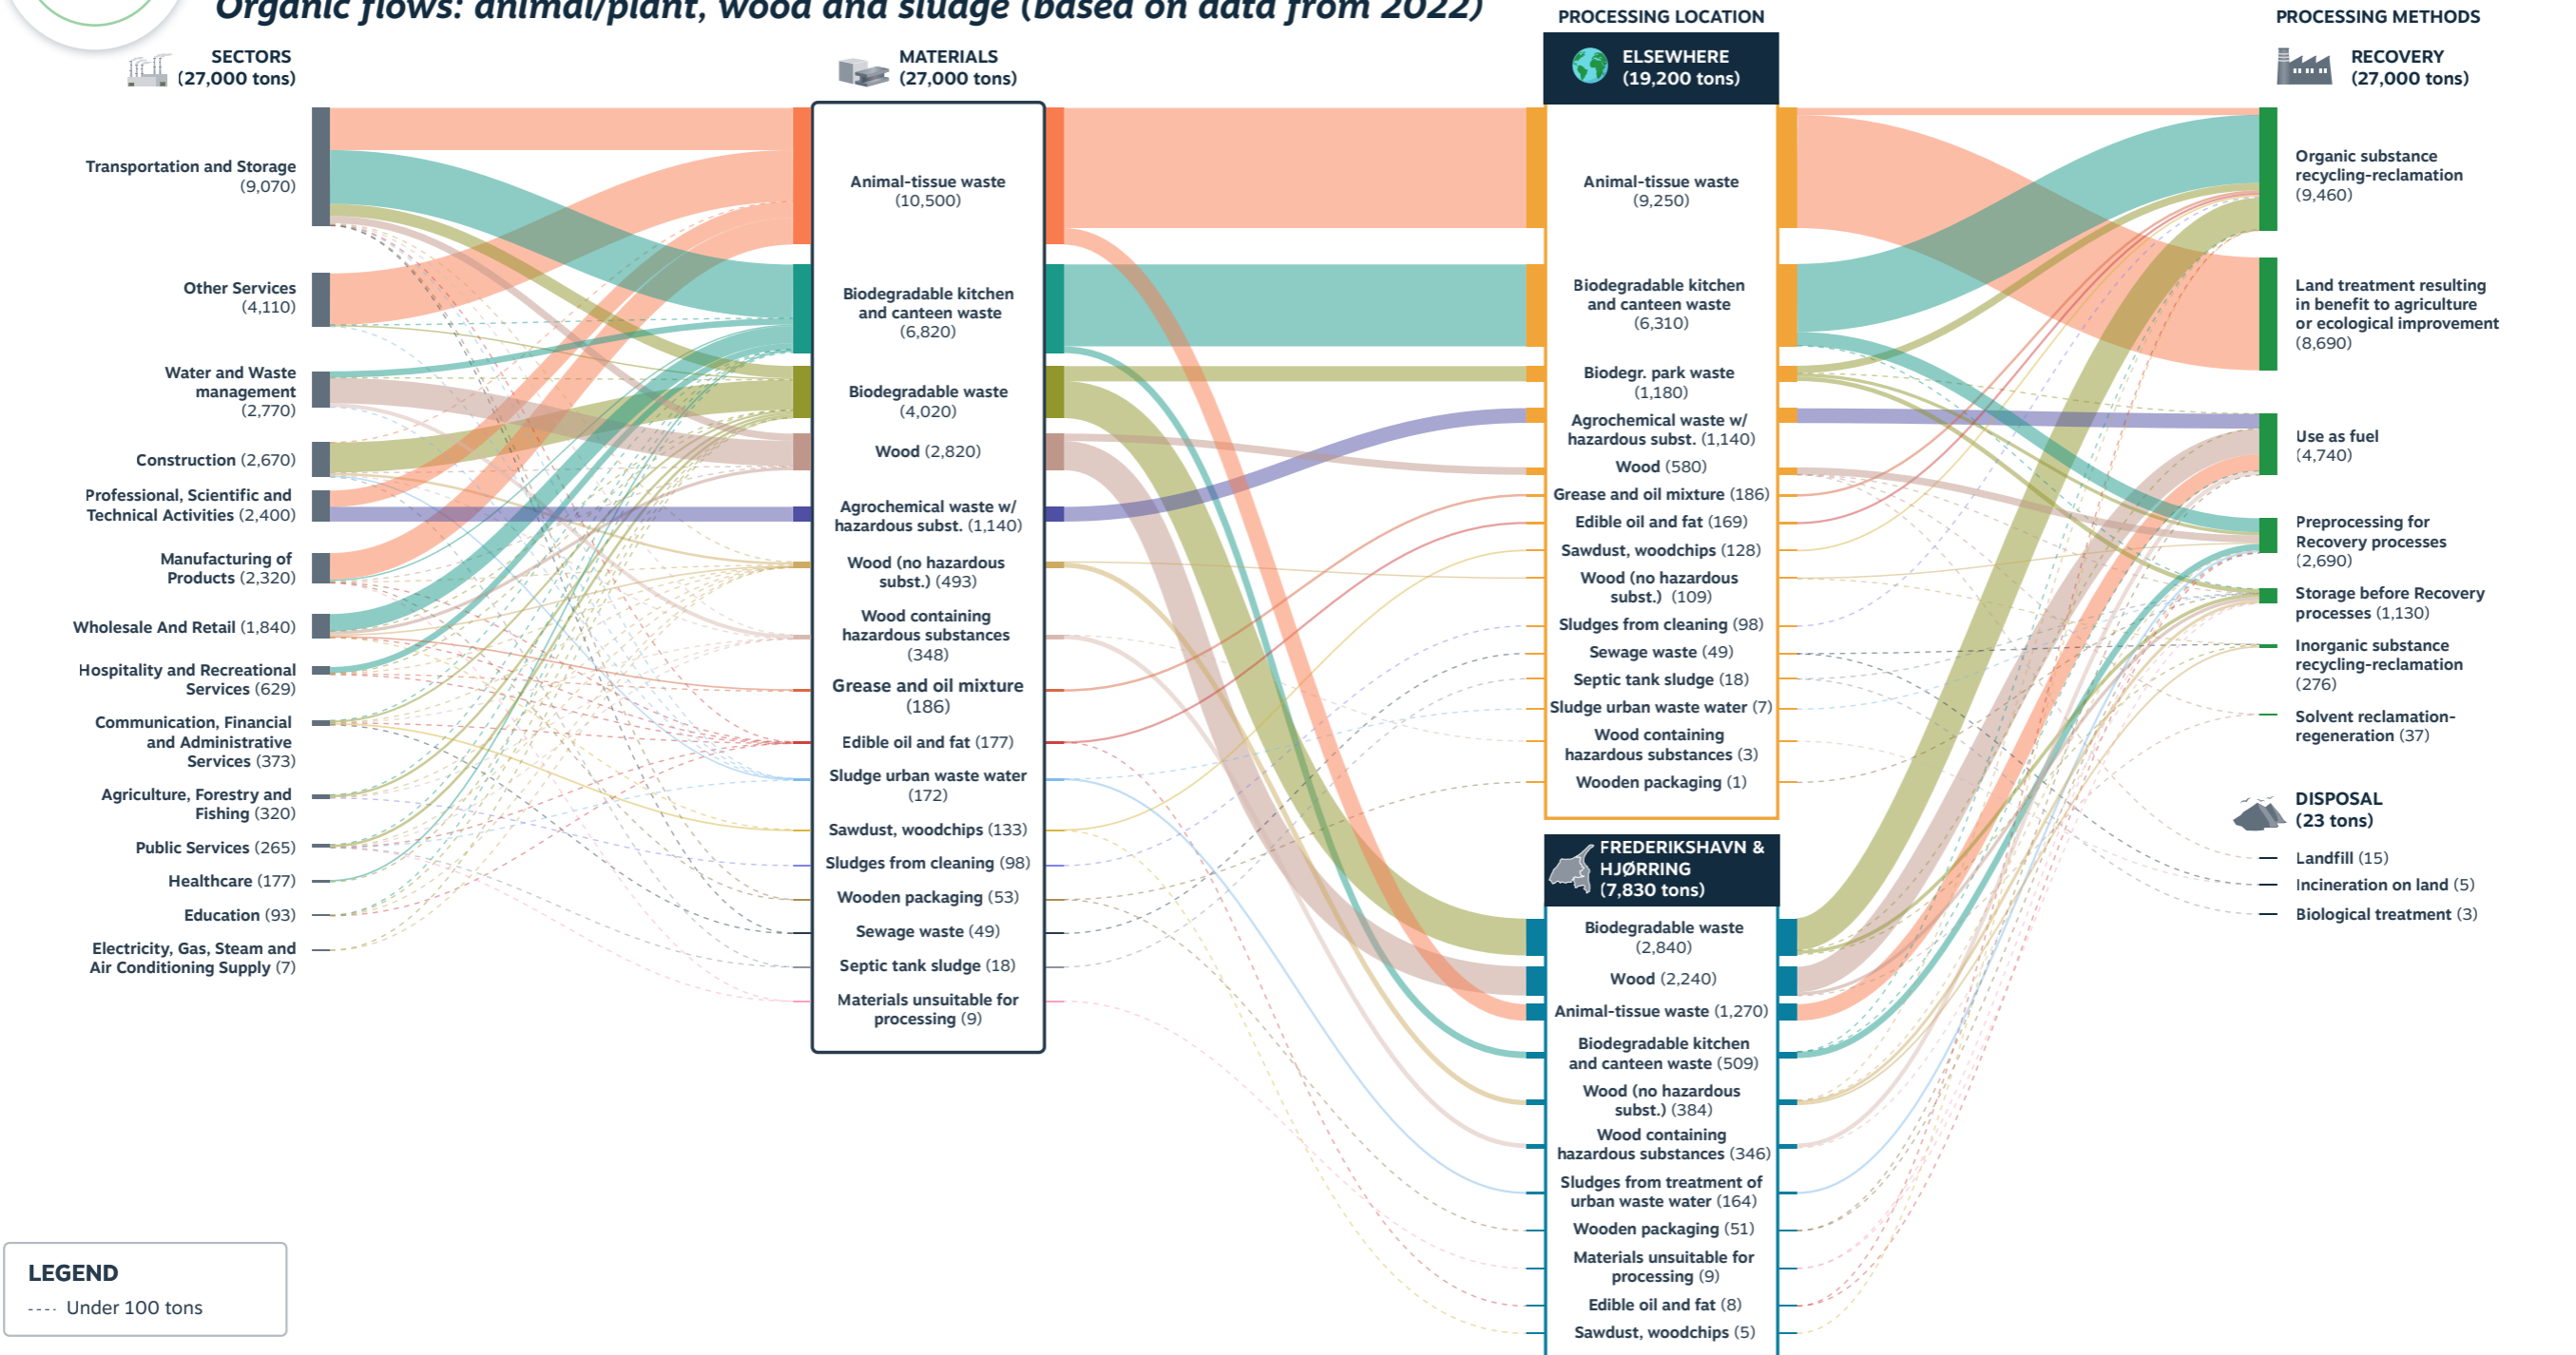 Organic flows: animal/plant, wood and sludge (based on data from 2022)
SECTORS
(27,000 tons)
Transportation and Storage
(9,070)
Other Services
(4,110)
Water and Waste
management
(2,770)
Construction (2,670)
Professional, Scientific and
Technical Activities (2,400)
Manufacturing of
Products (2,320)
Wholesale And Retail (1,840)
Hospitality and Recreational
Services (629)
Communication, Financial
and Administrative
Services (373)
Agriculture, Forestry and
Fishing (320)
Public Services (265)
Healthcare (177)
Education (93)
Electricity, Gas, Steam and
Air Conditioning Supply (7)
LEGEND
Under 100 tons
MATERIALS
(27,000 tons)
Animal-tissue waste
(10,500)
Biodegradable kitchen
and canteen waste
(6,820)
Biodegradable waste
(4,020)
Wood (2,820)
Agrochemical waste w/
hazardous subst. (1,140)
Wood (no hazardous
subst.) (493)
Wood containing
hazardous substances
(348)
Grease and oil mixture
(186)
Edible oil and fat (177)
Sludge urban waste water
(172)
Sawdust, woodchips (133)
Sludges from cleaning (98)
Wooden packaging (53)
Sewage waste (49)
Septic tank sludge (18)
Materials unsuitable for
processing (9)
PROCESSING LOCATION
ELSEWHERE
(19,200 tons)
Animal-tissue waste
(9,250)
Biodegradable kitchen
and canteen waste
(6,310)
Biodegr. park waste
(1,180)
Agrochemical waste w/
hazardous subst. (1,140)
Wood (580)
Grease and oil mixture (186)
Edible oil and fat (169)
Sawdust, woodchips (128)
Wood (no hazardous
subst.) (109)
Sludges from cleaning (98)
Sewage waste (49)
Septic tank sludge (18)
Sludge urban waste water (7)
Wood containing
hazardous substances (3)
Wooden packaging (1)
FREDERIKSHAVN &
HJØRRING
(7,830 tons)
Biodegradable waste
(2,840)
Wood (2,240)
Animal-tissue waste (1,270)
Biodegradable kitchen
and canteen waste (509)
Wood (no hazardous
subst.) (384)
Wood containing
hazardous substances (346)
Sludges from treatment of
urban waste water (164)
Wooden packaging (51)
Materials unsuitable for
processing (9)
Edible oil and fat (8)
Sawdust, woodchips (5)
PROCESSING METHODS
RECOVERY
(27,000 tons)
Organic substance
recycling-reclamation
(9,460)
Land treatment resulting
in benefit to agriculture
or ecological improvement
(8,690)
Use as fuel
(4,740)
Preprocessing for
Recovery processes
(2,690)
Storage before Recovery
processes (1,130)
Inorganic substance
recycling-reclamation
(276)
Solvent reclamation-
regeneration (37)
DISPOSAL
(23 tons)
Landfill (15)
Incineration on land (5)
Biological treatment (3)